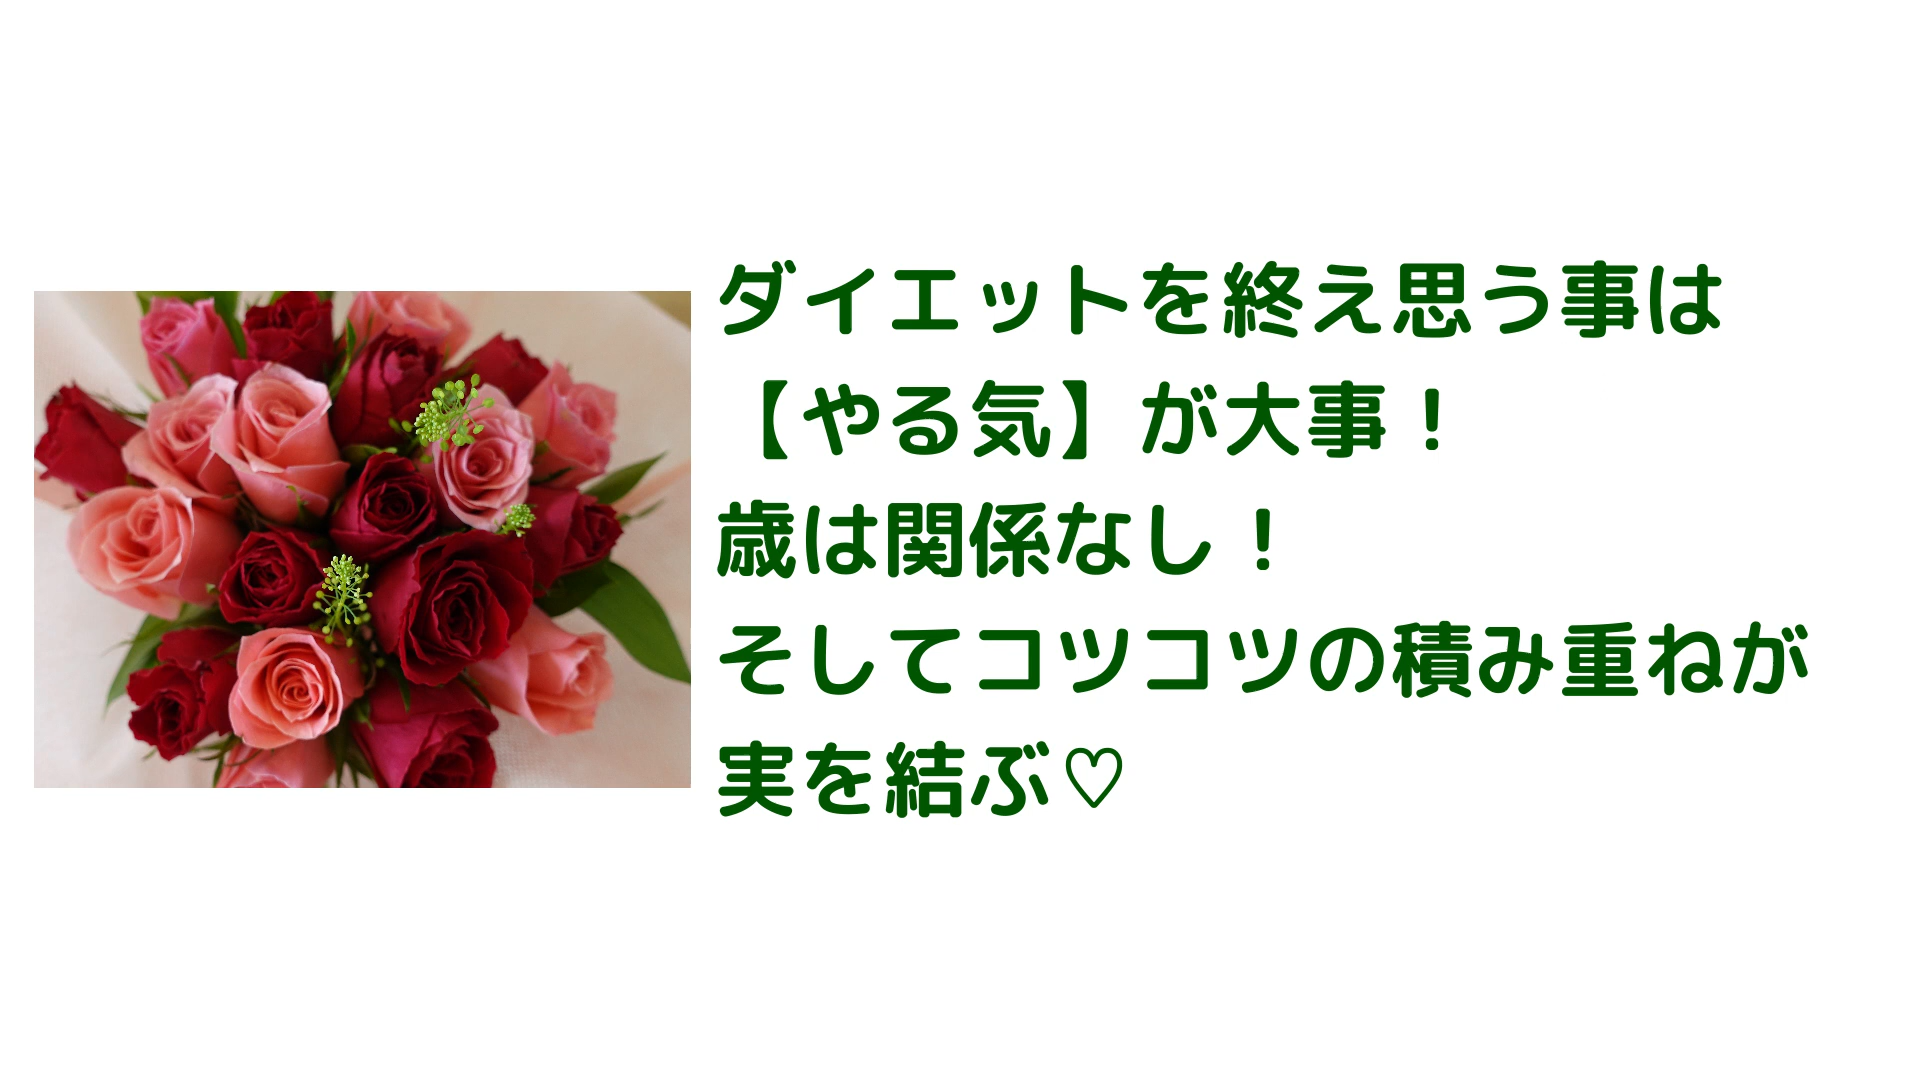 ダイエットを終え思う事は
【やる気】が大事！
歳は関係なし！
そしてコツコツの積み重ねが
実を結ぶ♡